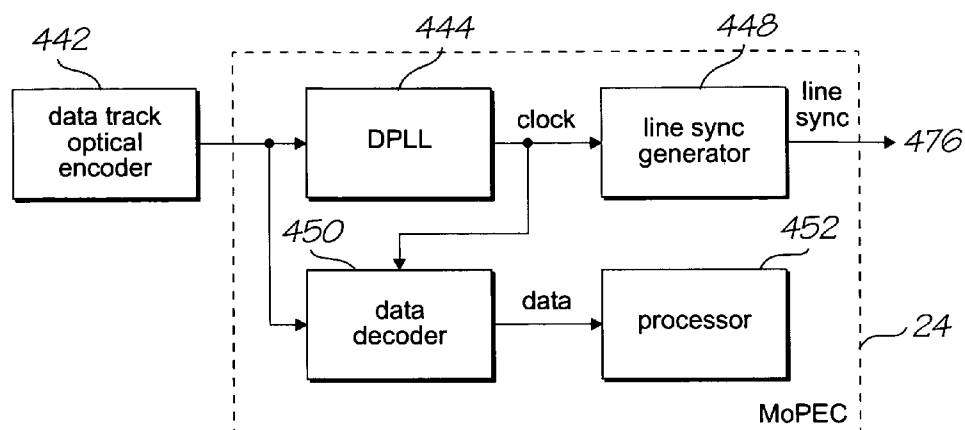 442
444
448
data track
optical
encoder
DPLL
clock
line sync
generator
line
sync
476
450
452
data
decoder
data
processor
24
MoPEC